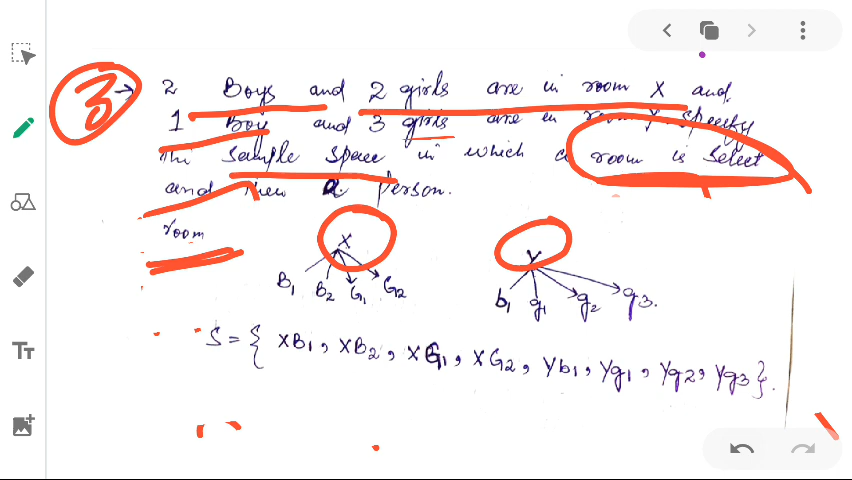 3 → 2 Boys and 2 girls are in room X and
1 Boy and 3 girls are in room Y. Specify
the sample space in which a room is select
and then a person.
room
X Y
B1 B2 G1 G2 b1 g1 g2 g3.
S = { XB1, XB2, XG1, XG2, Yb1, Yg1, Yg2, Yg3}.
Tt